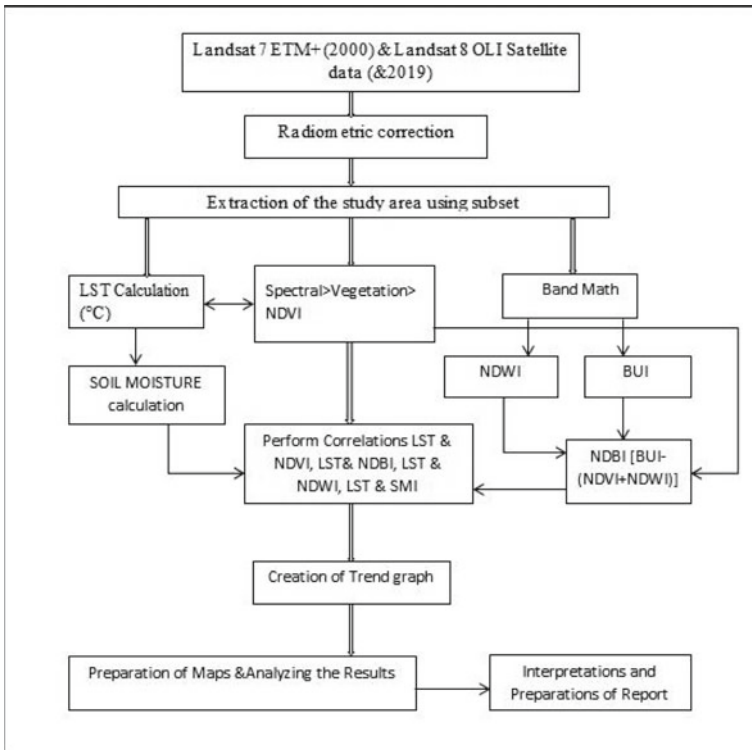 Landsat 7 ETM+ (2000) & Landsat 8 OLI Satellite
data (&2019)
Radiometric correction
Extraction of the study area using subset
LST Calculation
(°C)
Spectral>Vegetation>
NDVI
Band Math
SOIL MOISTURE
calculation
NDWI
BUI
Perform Correlations LST &
NDVI, LST& NDBI, LST &
NDWI, LST & SMI
NDBI [BUI-
(NDVI+NDWI)]
Creation of Trend graph
Preparation of Maps &Analyzing the Results
Interpretations and
Preparations of Report